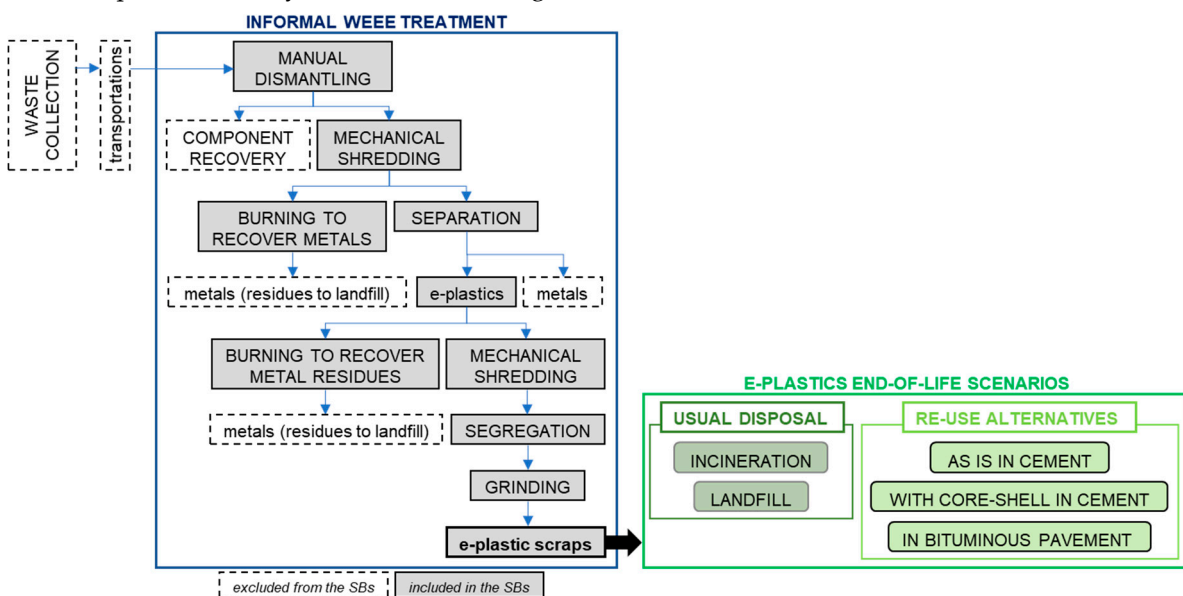 INFORMAL WEEE TREATMENT
WASTE
COLLECTION
transportations
MANUAL
DISMANTLING
COMPONENT
RECOVERY
MECHANICAL
SHREDDING
BURNING TO
RECOVER METALS
SEPARATION
metals (residues to landfill)
e-plastics
metals
BURNING TO RECOVER
METAL RESIDUES
MECHANICAL
SHREDDING
metals (residues to landfill)
SEGREGATION
GRINDING
e-plastic scraps
E-PLASTICS END-OF-LIFE SCENARIOS
USUAL DISPOSAL
INCINERATION
LANDFILL
RE-USE ALTERNATIVES
AS IS IN CEMENT
WITH CORE-SHELL IN CEMENT
IN BITUMINOUS PAVEMENT
excluded from the SBs
included in the SBs